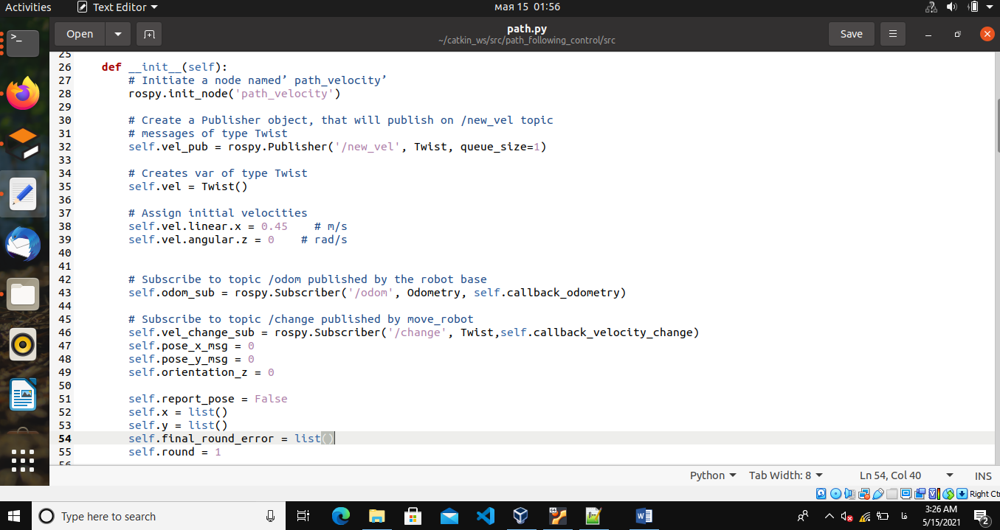 Activities Text Editor мая 15 01:56
Open path.py Save
~/catkin_ws/src/path_following_control/src
25
26 def __init__(self):
27 # Initiate a node named’ path_velocity’
28 rospy.init_node('path_velocity')
29
30 # Create a Publisher object, that will publish on /new_vel topic
31 # messages of type Twist
32 self.vel_pub = rospy.Publisher('/new_vel', Twist, queue_size=1)
33
34 # Creates var of type Twist
35 self.vel = Twist()
36
37 # Assign initial velocities
38 self.vel.linear.x = 0.45 # m/s
39 self.vel.angular.z = 0 # rad/s
40
41
42 # Subscribe to topic /odom published by the robot base
43 self.odom_sub = rospy.Subscriber('/odom', Odometry, self.callback_odometry)
44
45 # Subscribe to topic /change published by move_robot
46 self.vel_change_sub = rospy.Subscriber('/change', Twist,self.callback_velocity_change)
47 self.pose_x_msg = 0
48 self.pose_y_msg = 0
49 self.orientation_z = 0
50
51 self.report_pose = False
52 self.x = list()
53 self.y = list()
54 self.final_round_error = list()
55 self.round = 1
56
Python Tab Width: 8 Ln 54, Col 40 INS
Right Ct
Type here to search فا 3:26 AM
5/15/2021 2